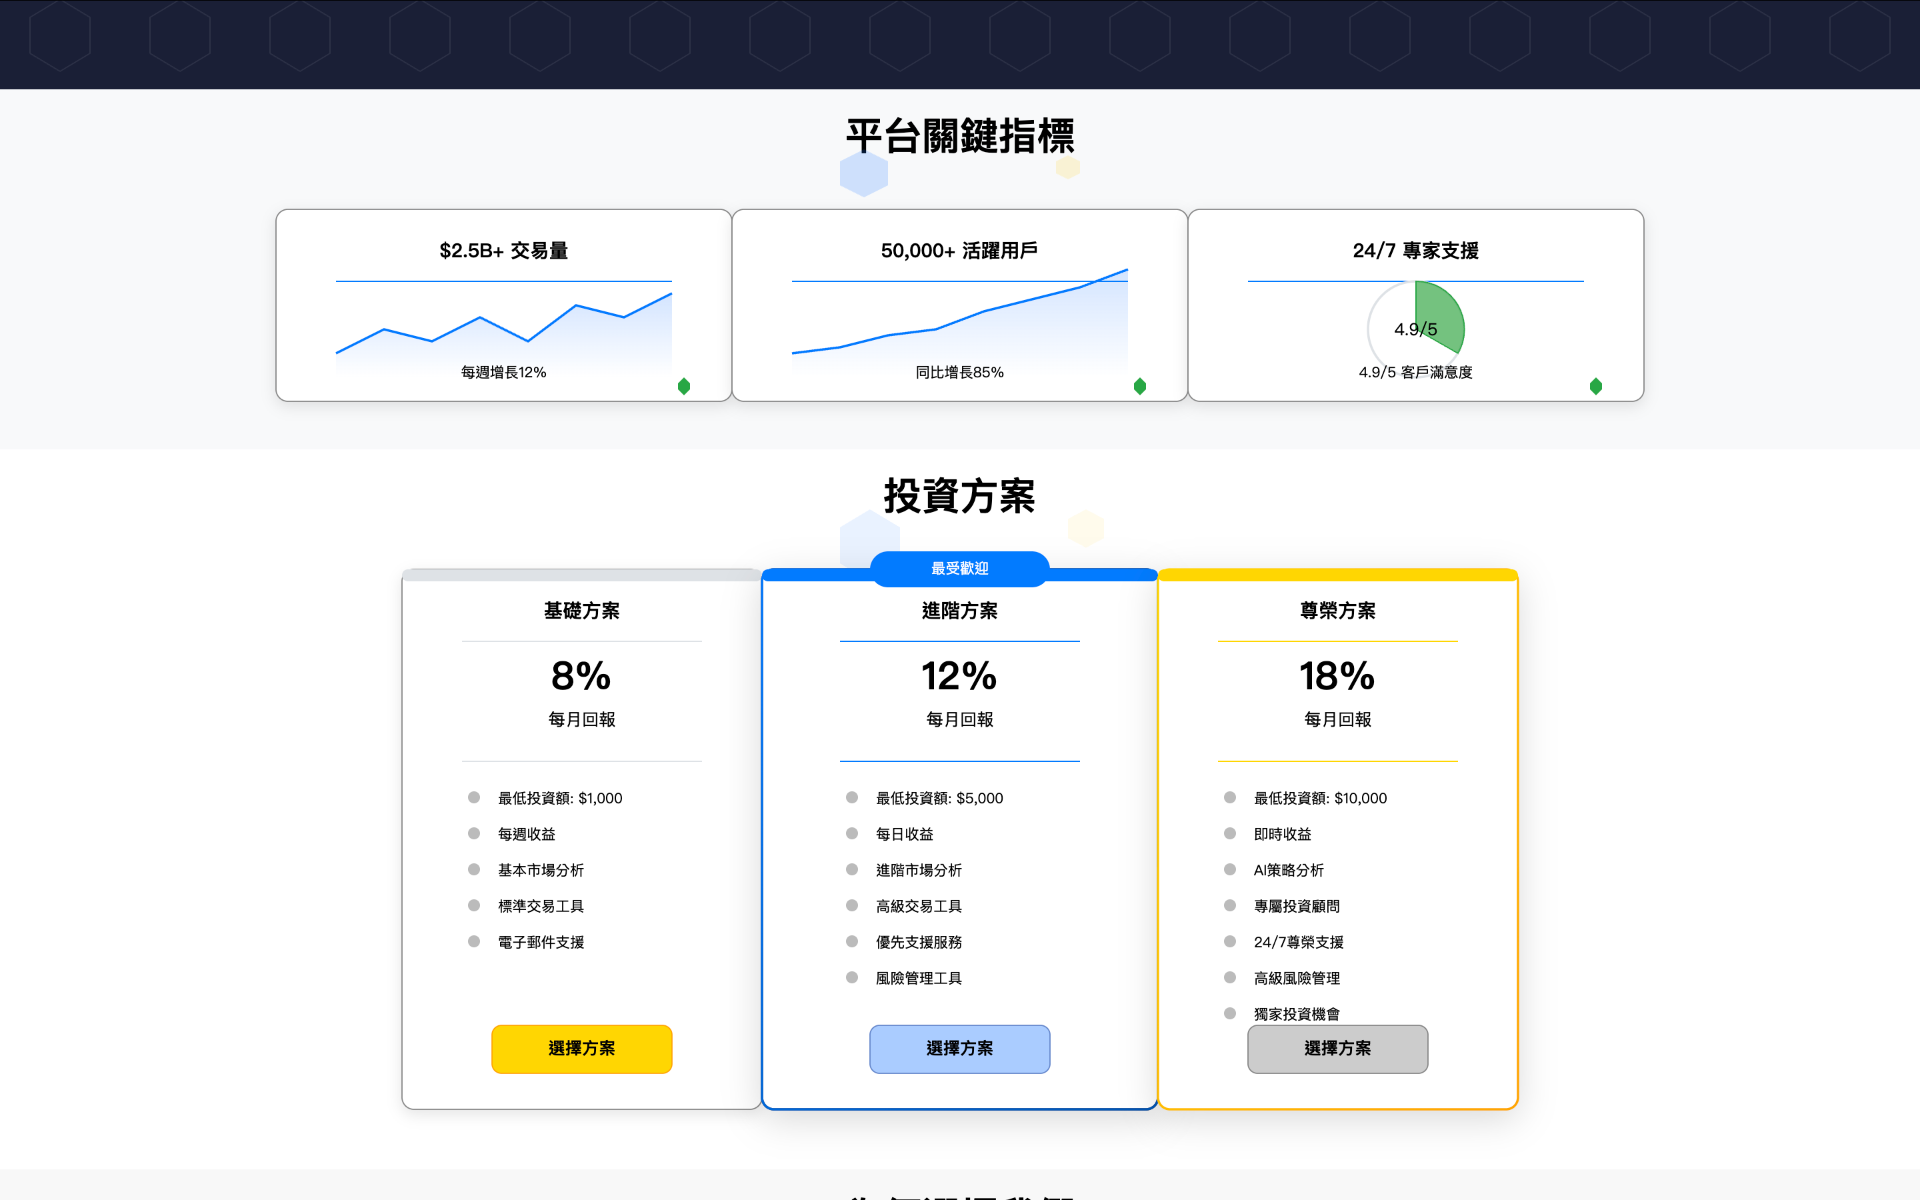 平台關鍵指標
$2.5B+ 交易量
每週增長12%
50,000+ 活躍用戶
同比增長85%
24/7 專家支援
4.9/5
4.9/5 客戶滿意度
投資方案
基礎方案
8%
每月回報
最低投資額: $1,000
每週收益
基本市場分析
標準交易工具
電子郵件支援
選擇方案
最受歡迎
進階方案
12%
每月回報
最低投資額: $5,000
每日收益
進階市場分析
高級交易工具
優先支援服務
風險管理工具
選擇方案
尊榮方案
18%
每月回報
最低投資額: $10,000
即時收益
AI策略分析
專屬投資顧問
24/7尊榮支援
高級風險管理
獨家投資機會
選擇方案